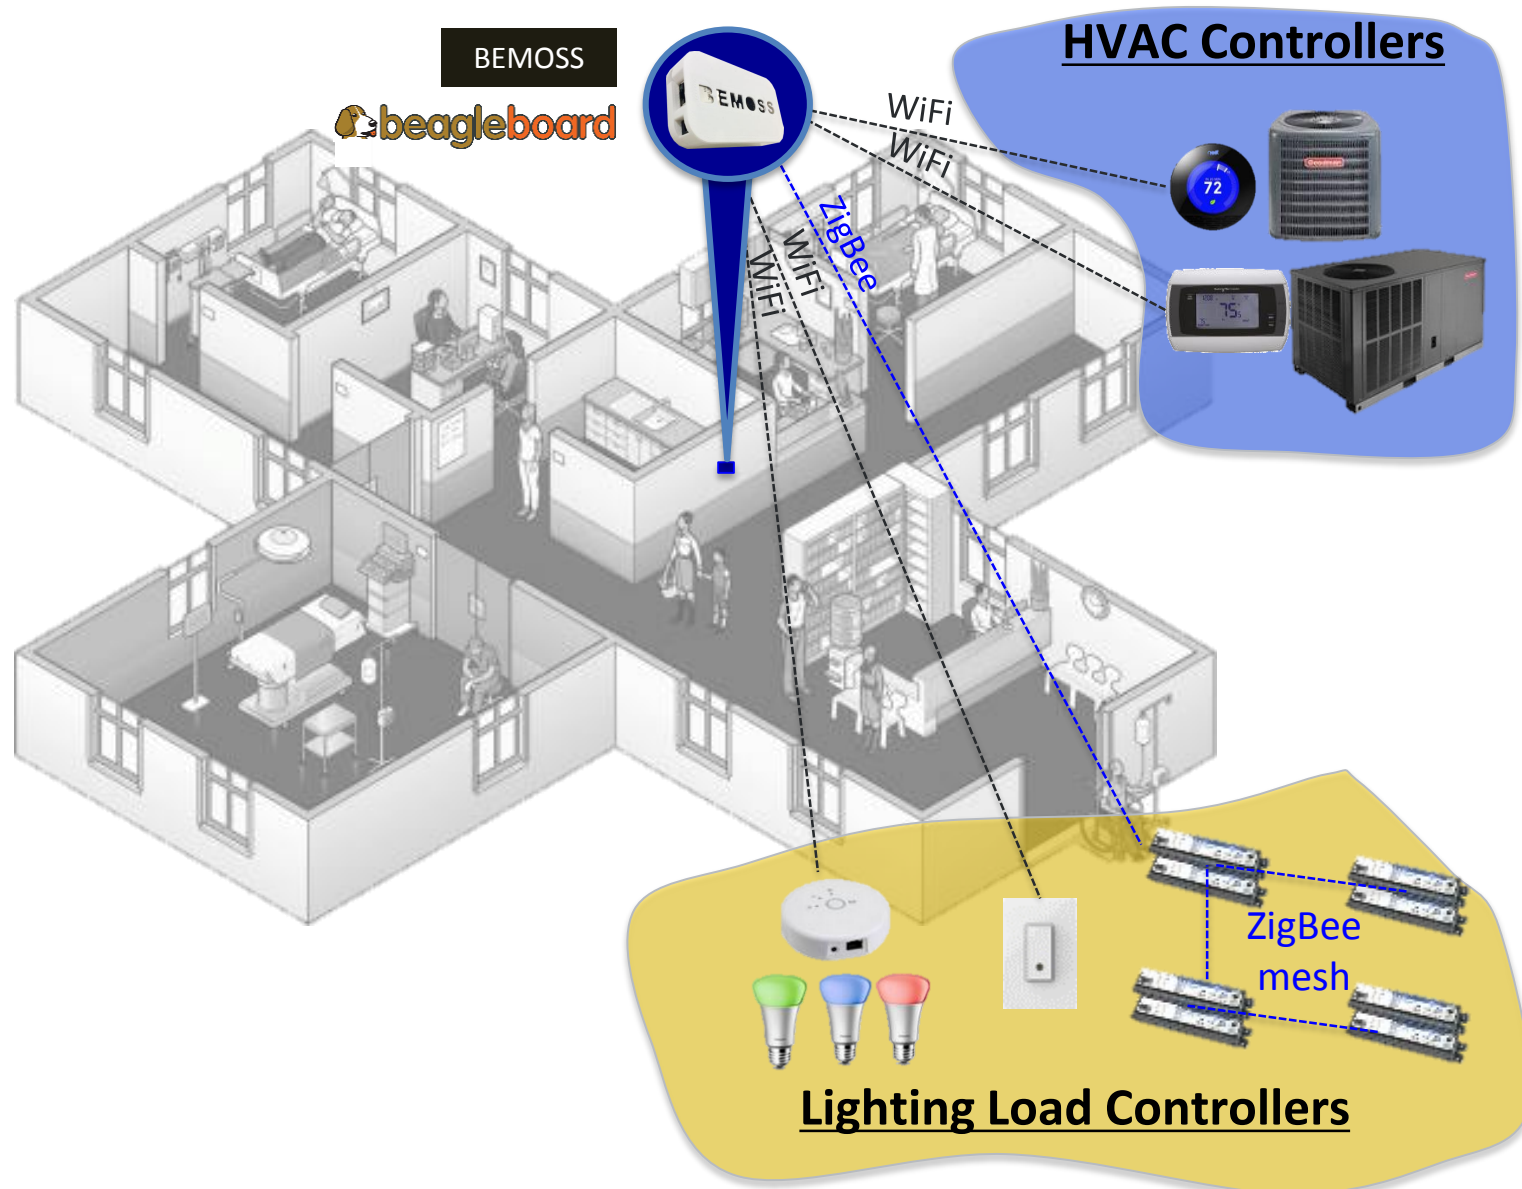 BEMOSS
beagleboard
BEMOSS
HVAC Controllers
WiFi
WiFi
ZigBee
WiFi
WiFi
72
75
ZigBee
mesh
Lighting Load Controllers